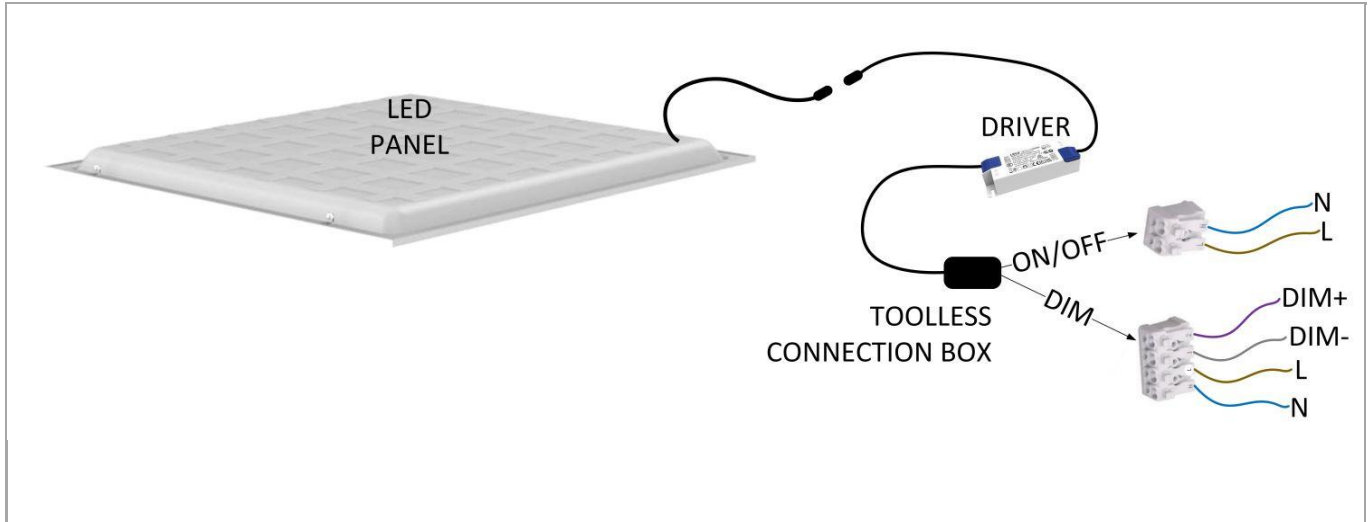 LED
PANEL
DRIVER
ON/OFF
N
L
TOOLLESS
CONNECTION BOX
DIM
DIM+
DIM-
L
N